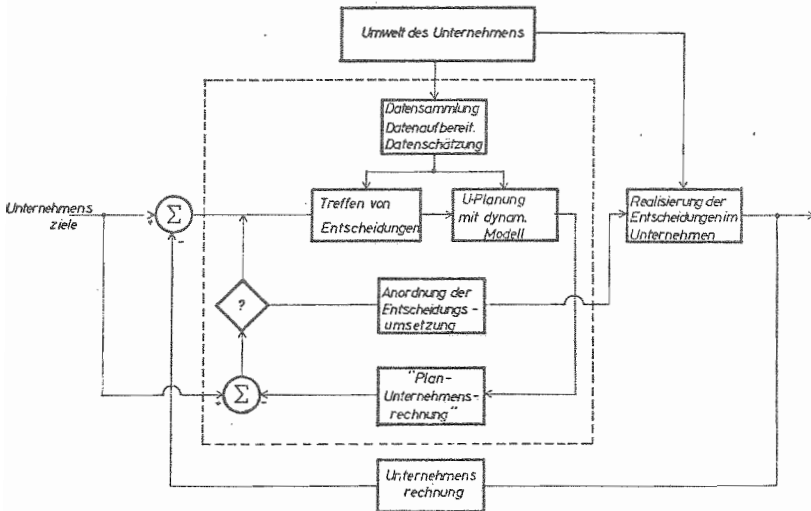 Umwelt des Unternehmens
Datensammlung
Datenaufbereit.
Datenschätzung
Unternehmens
ziele
+
Σ
-
Treffen von
Entscheidungen
U-Planung
mit dynam.
Modell
Realisierung der
Entscheidungen im
Unternehmen
?
Anordnung der
Entscheidungs-
umsetzung
+
Σ
-
"Plan-
Unternehmens-
rechnung"
Unternehmens
rechnung